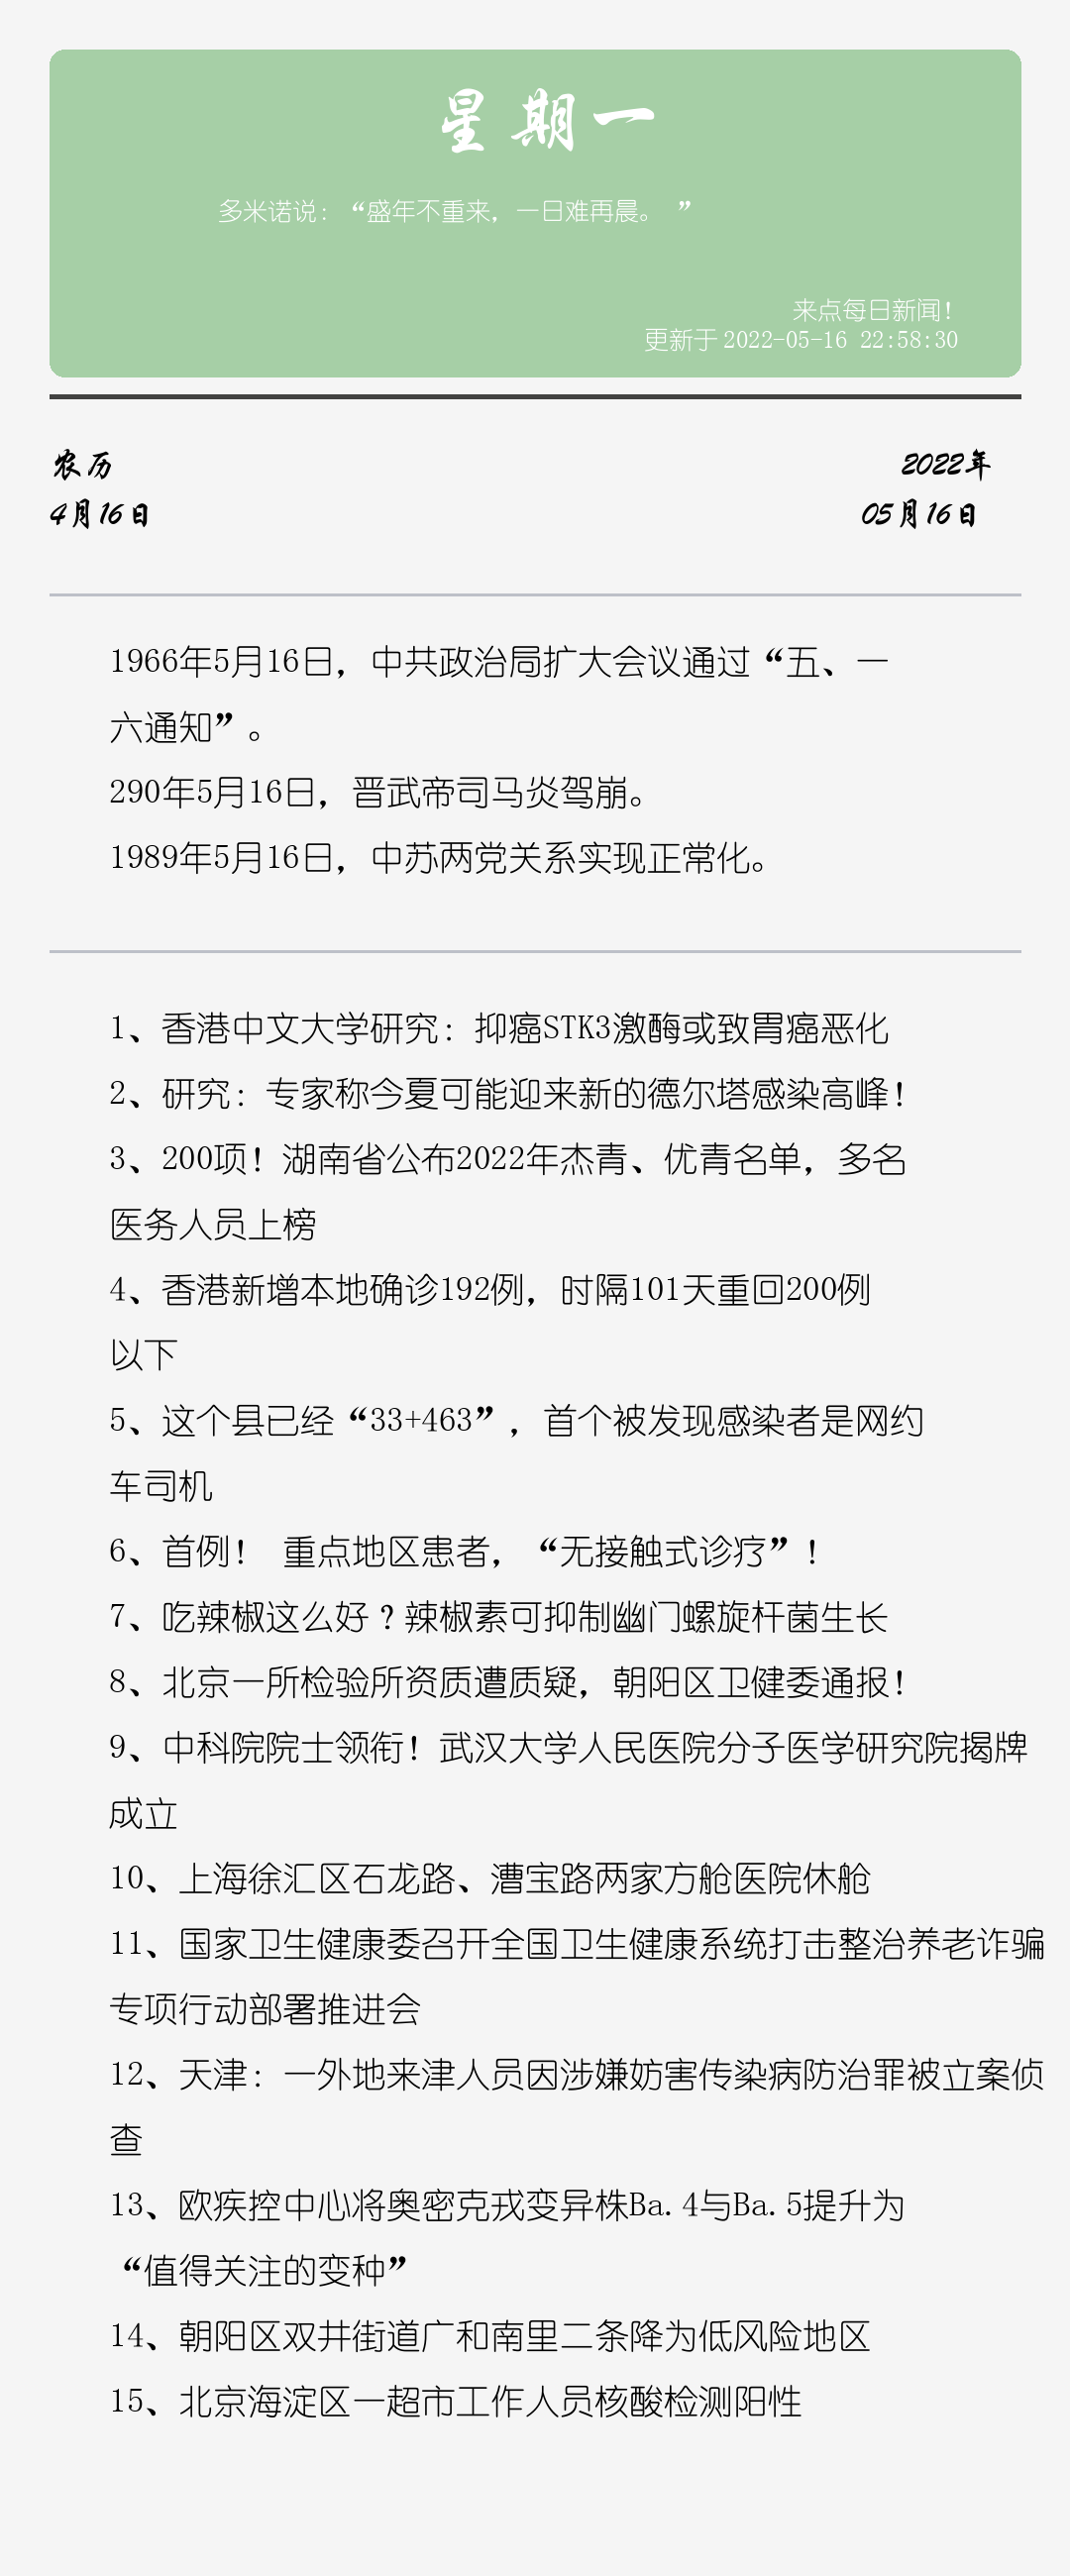 星期一
多米诺说：“盛年不重来，一日难再晨。 ”
来点每日新闻！
更新于2022-05-16 22:58:30
农历
2022年
4月16日
05月16日
1966年5月16日，中共政治局扩大会议通过“五、一
六通知”。
290年5月16日，晋武帝司马炎驾崩。
1989年5月16日，中苏两党关系实现正常化。
1、香港中文大学研究：抑癌STK3激酶或致胃癌恶化
2、研究：专家称今夏可能迎来新的德尔塔感染高峰！
3、200项！湖南省公布2022年杰青、优青名单，多名
医务人员上榜
4、香港新增本地确诊192例，时隔101天重回200例
以下
5、这个县已经“33+463”，首个被发现感染者是网约
车司机
6、首例！ 重点地区患者，“无接触式诊疗”！
7、吃辣椒这么好？辣椒素可抑制幽门螺旋杆菌生长
8、北京一所检验所资质遭质疑，朝阳区卫健委通报！
9、中科院院士领衔！武汉大学人民医院分子医学研究院揭牌
成立
10、上海徐汇区石龙路、漕宝路两家方舱医院休舱
11、国家卫生健康委召开全国卫生健康系统打击整治养老诈骗
专项行动部署推进会
12、天津：一外地来津人员因涉嫌妨害传染病防治罪被立案侦
查
13、欧疾控中心将奥密克戎变异株Ba.4与Ba.5提升为
“值得关注的变种”
14、朝阳区双井街道广和南里二条降为低风险地区
15、北京海淀区一超市工作人员核酸检测阳性